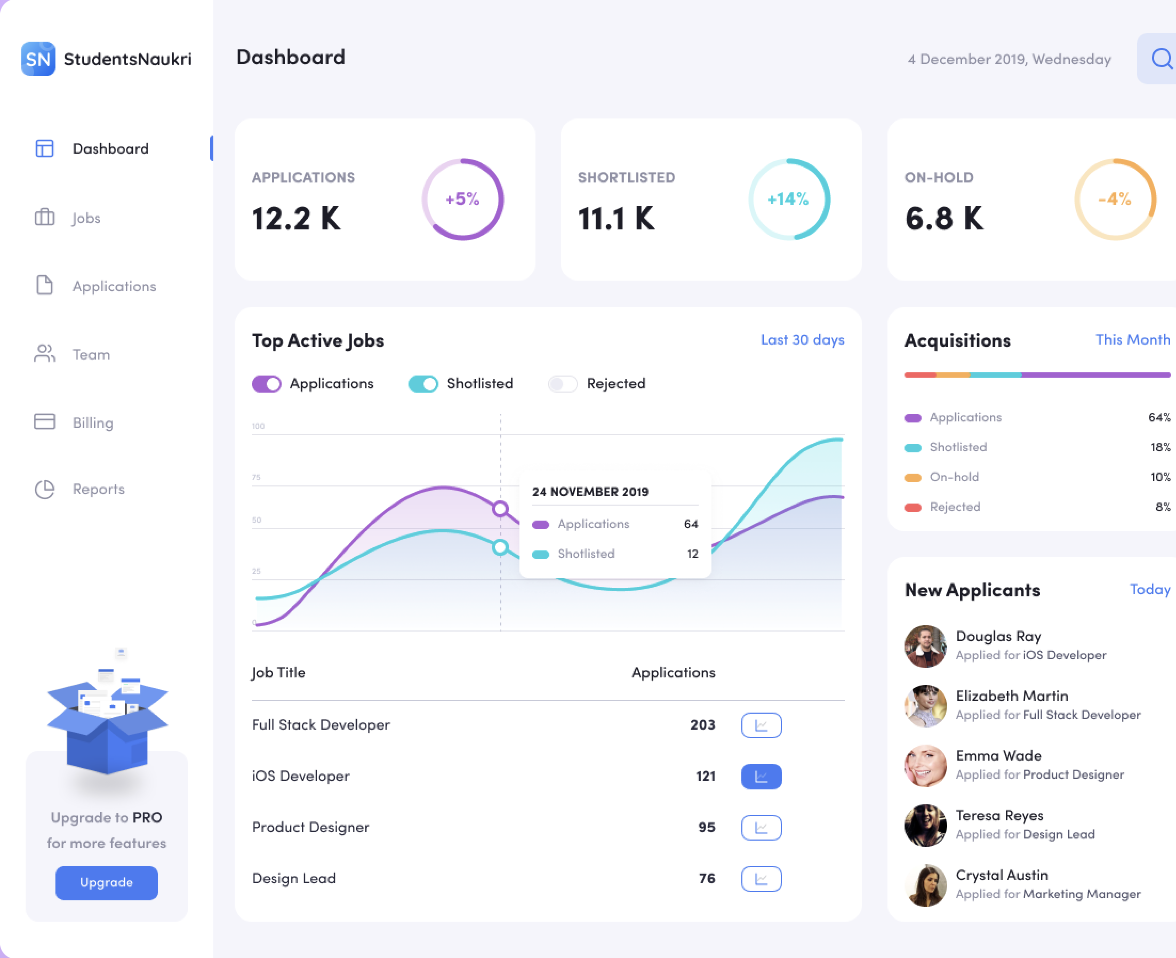 SN StudentsNaukri
Dashboard
Jobs
Applications
Team
Billing
Reports
Upgrade to PRO
for more features
Upgrade
Dashboard
4 December 2019, Wednesday
APPLICATIONS
12.2 K
+5%
SHORTLISTED
11.1 K
+14%
ON-HOLD
6.8 K
-4%
Top Active Jobs
Last 30 days
Applications
Shotlisted
Rejected
100
75
50
25
0
24 NOVEMBER 2019
Applications 64
Shotlisted 12
Job Title Applications
Full Stack Developer 203
iOS Developer 121
Product Designer 95
Design Lead 76
Acquisitions
This Month
Applications 64%
Shotlisted 18%
On-hold 10%
Rejected 8%
New Applicants
Today
Douglas Ray
Applied for iOS Developer
Elizabeth Martin
Applied for Full Stack Developer
Emma Wade
Applied for Product Designer
Teresa Reyes
Applied for Design Lead
Crystal Austin
Applied for Marketing Manager